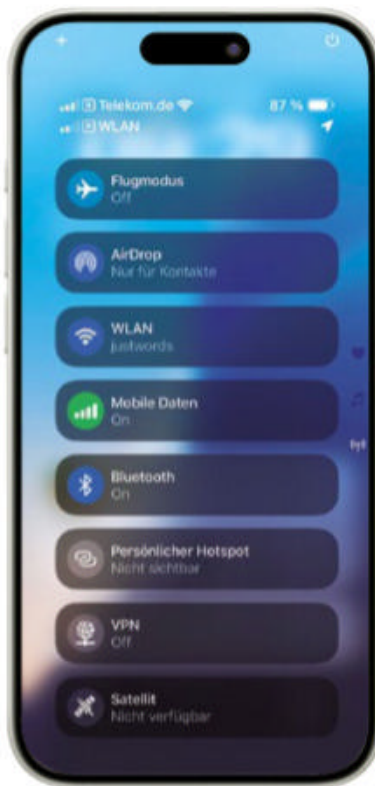 Telekom.de 87 %
WLAN
Flugmodus
Off
AirDrop
Nur für Kontakte
WLAN
justwords
Mobile Daten
On
Bluetooth
On
Persönlicher Hotspot
Nicht sichtbar
VPN
Off
Satellit
Nicht verfügbar